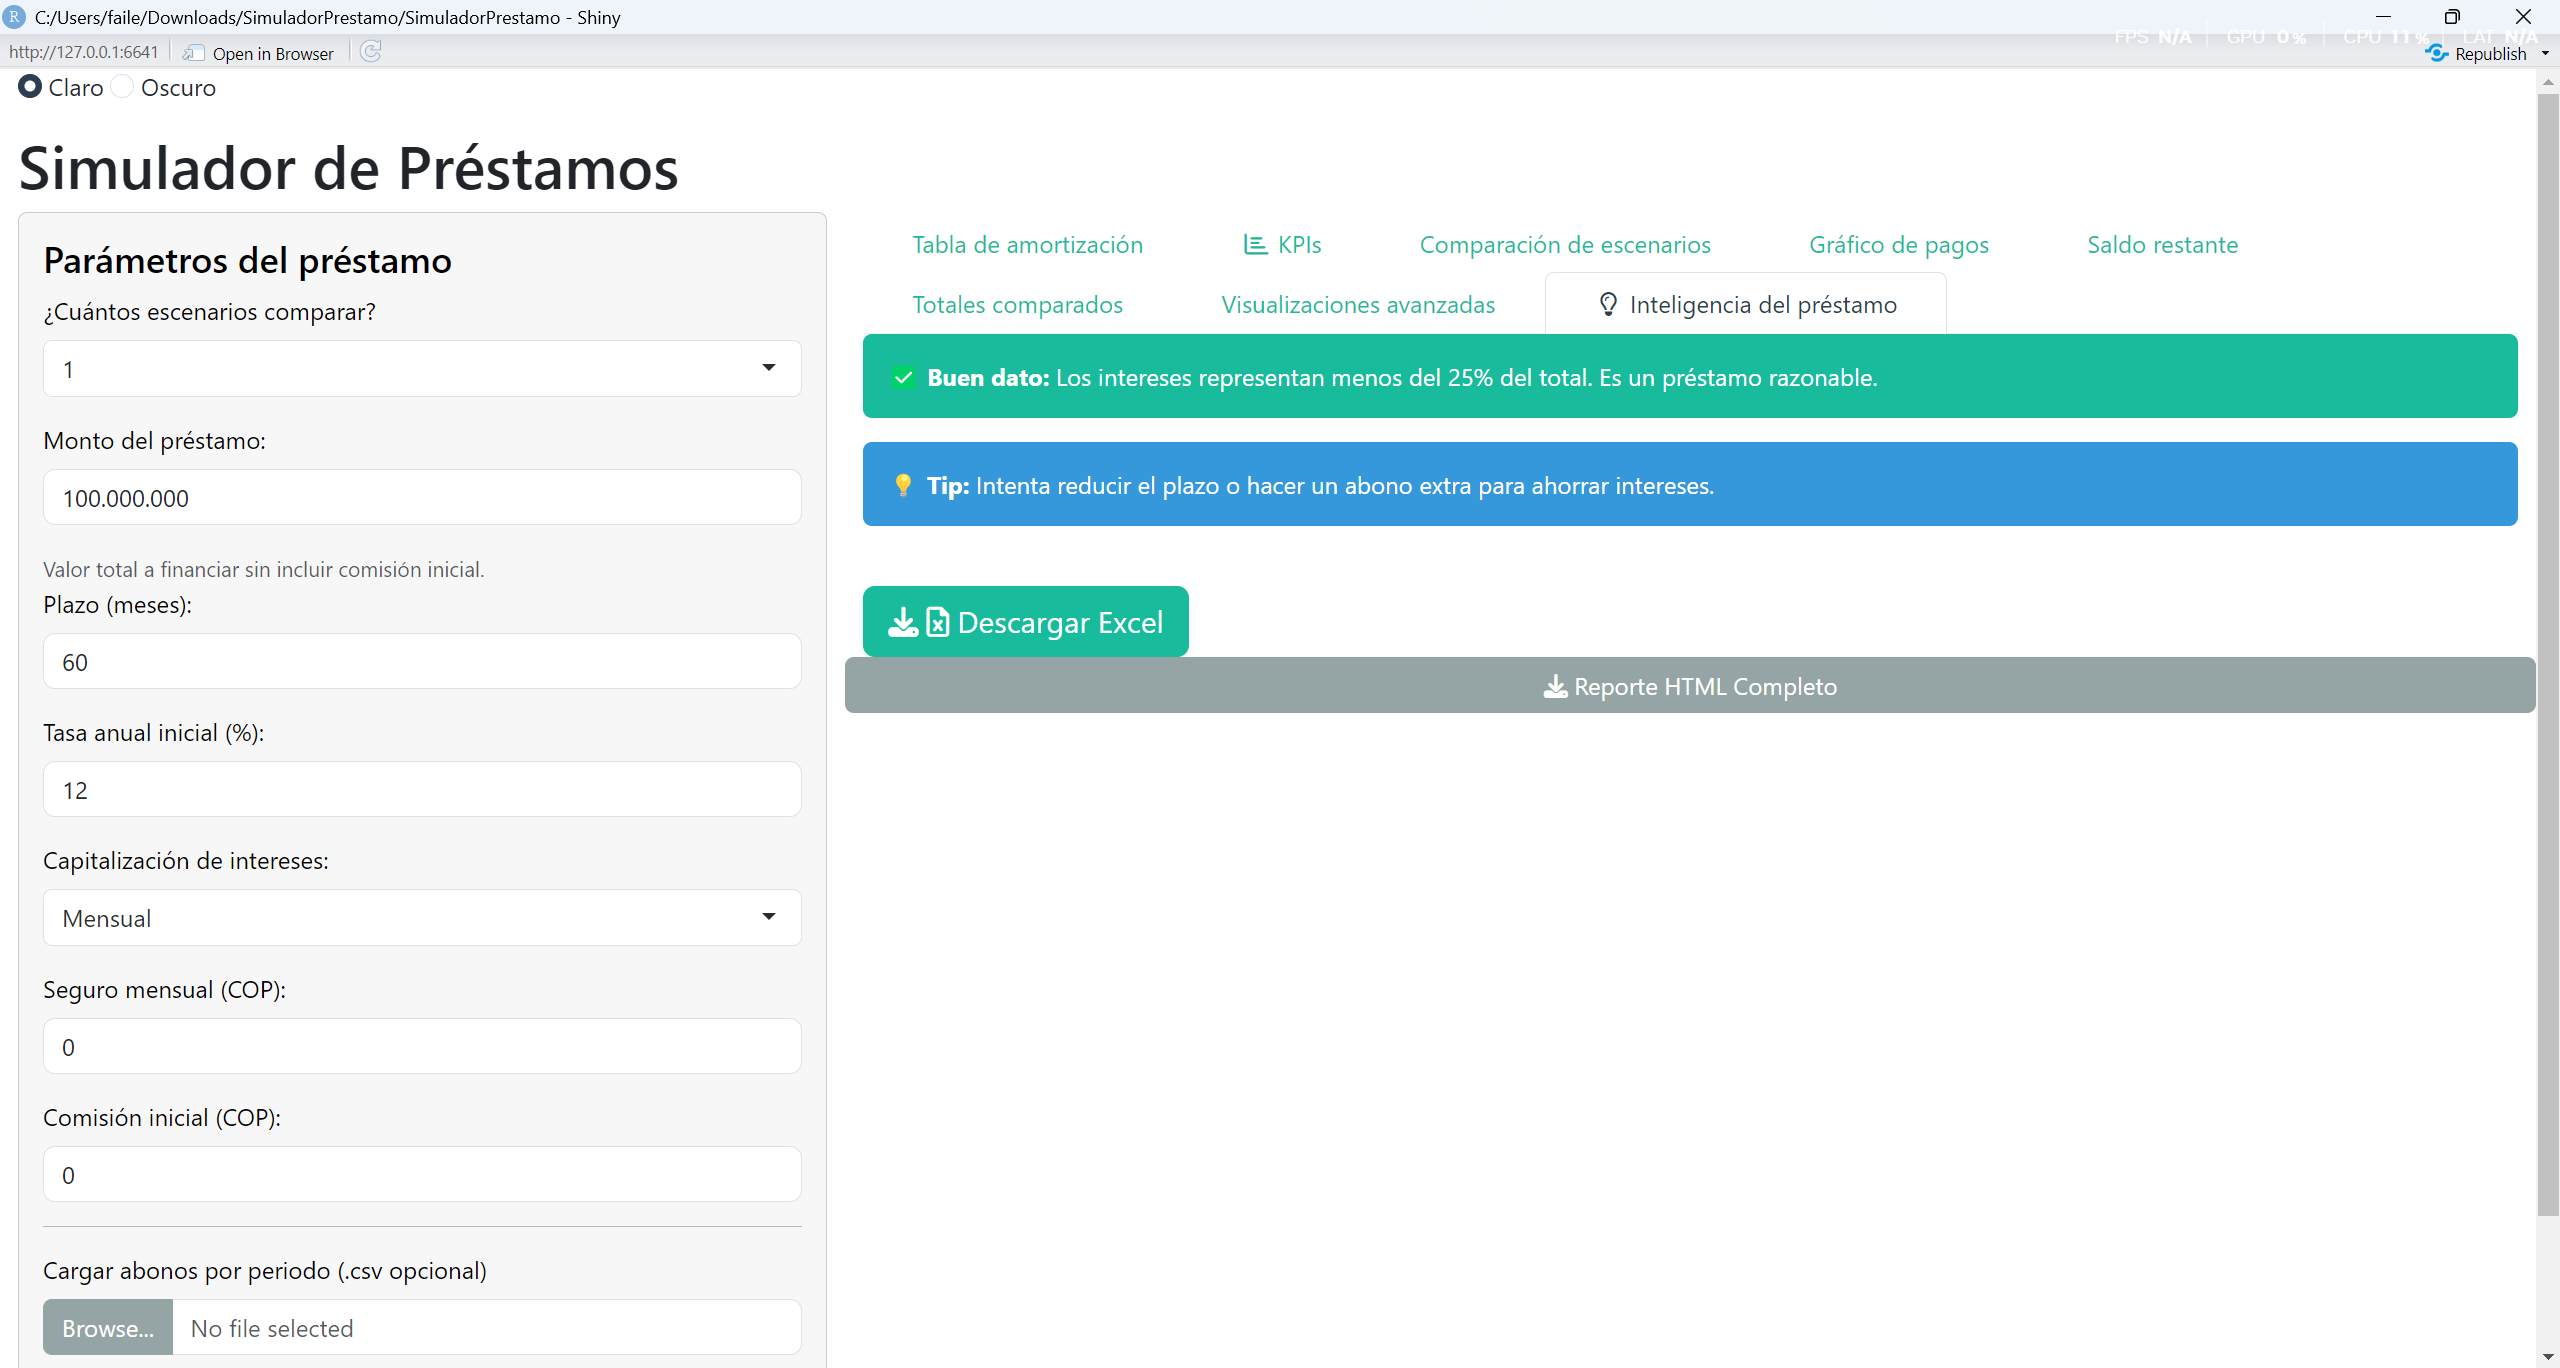 C:/Users/faile/Downloads/SimuladorPrestamo/SimuladorPrestamo - Shiny
FPS N/A GPU 0% CPU 11% LAT N/A
http://127.0.0.1:6641 Open in Browser Republish
Claro Oscuro
Simulador de Préstamos
Parámetros del préstamo
¿Cuántos escenarios comparar?
1
Monto del préstamo:
100.000.000
Valor total a financiar sin incluir comisión inicial.
Plazo (meses):
60
Tasa anual inicial (%):
12
Capitalización de intereses:
Mensual
Seguro mensual (COP):
0
Comisión inicial (COP):
0
Cargar abonos por periodo (.csv opcional)
Browse... No file selected
Tabla de amortización KPIs Comparación de escenarios Gráfico de pagos Saldo restante
Totales comparados Visualizaciones avanzadas Inteligencia del préstamo
Buen dato: Los intereses representan menos del 25% del total. Es un préstamo razonable.
Tip: Intenta reducir el plazo o hacer un abono extra para ahorrar intereses.
Descargar Excel
Reporte HTML Completo